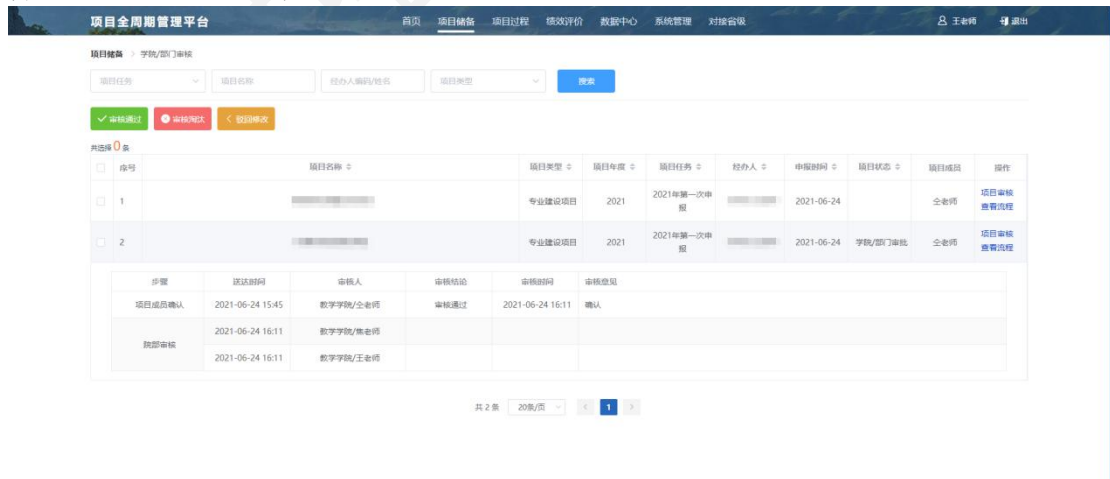 项目全周期管理平台 首页 项目储备 项目过程 绩效评价 数据中心 系统管理 对接省级 王老师 退出
项目储备 > 学院/部门审核
项目任务 项目名称 经办人编码/姓名 项目类型 搜索
审核通过 审核淘汰 驳回修改
共选择 0 条
序号 项目名称 项目类型 项目年度 项目任务 经办人 申报时间 项目状态 项目成员 操作
1 专业建设项目 2021 2021年第一次申报 2021-06-24 仝老师 项目审核 查看流程
2 专业建设项目 2021 2021年第一次申报 2021-06-24 学院/部门审批 仝老师 项目审核 查看流程
步骤 送达时间 审核人 审核结论 审核时间 审核意见
项目成员确认 2021-06-24 15:45 数学学院/仝老师 审核通过 2021-06-24 16:11 确认
院部审核 2021-06-24 16:11 数学学院/焦老师
2021-06-24 16:11 数学学院/王老师
共 2 条 20条/页 < 1 >